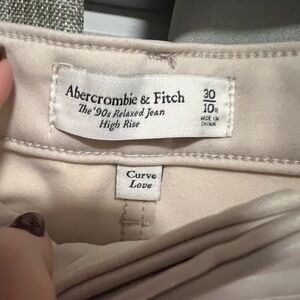 Abercrombie & Fitch
The '90s Relaxed Jean
High Rise
30
10R
MADE IN
CHINA
Curve
Love